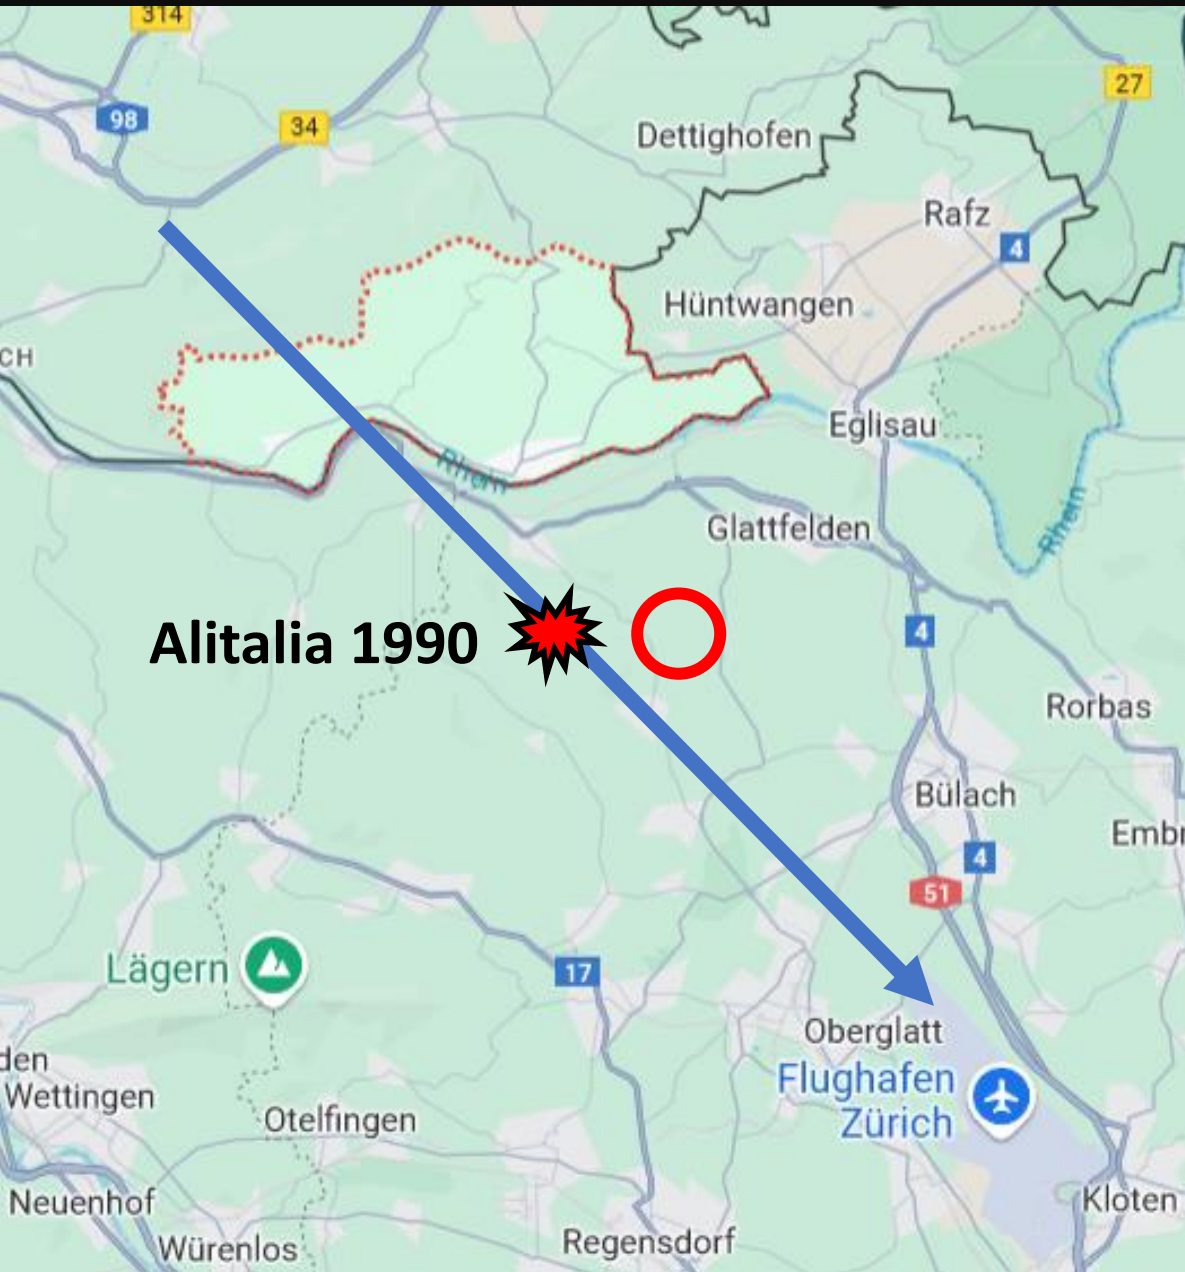 314
98
34
27
Dettighofen
Rafz
4
Hüntwangen
CH
Eglisau
Rhein
Glattfelden
Rhein
Alitalia 1990
4
Rorbas
Bülach
Embr
4
51
Lägern
17
Oberglatt
den
Flughafen
Zürich
Wettingen
Otelfingen
Neuenhof
Kloten
Würenlos
Regensdorf